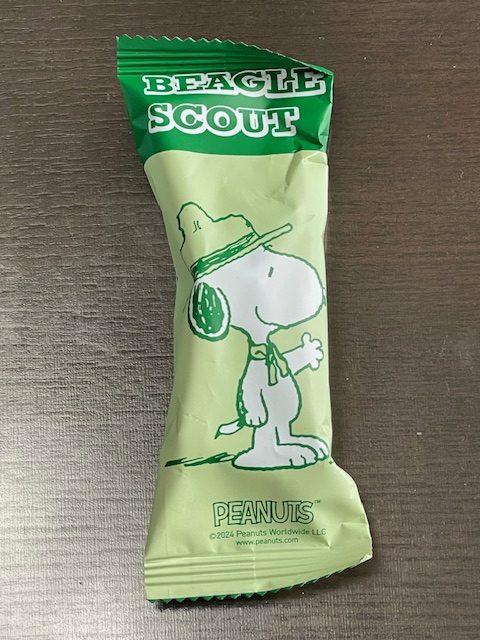 BEAGLE
SCOUT
PEANUTS™
©2024 Peanuts Worldwide LLC
www.peanuts.com